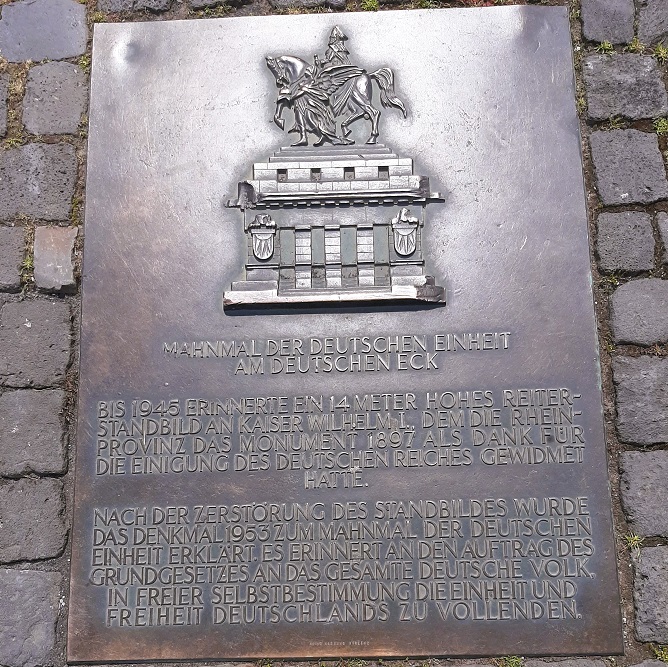 MAHNMAL DER DEUTSCHEN EINHEIT
AM DEUTSCHEN ECK
BIS 1945 ERINNERTE EIN 14 METER HOHES REITER-
STANDBILD AN KAISER WILHELM I., DEM DIE RHEIN-
PROVINZ DAS MONUMENT 1897 ALS DANK FÜR
DIE EINIGUNG DES DEUTSCHEN REICHES GEWIDMET
HATTE.
NACH DER ZERSTÖRUNG DES STANDBILDES WURDE
DAS DENKMAL 1953 ZUM MAHNMAL DER DEUTSCHEN
EINHEIT ERKLÄRT. ES ERINNERT AN DEN AUFTRAG DES
GRUNDGESETZES AN DAS GESAMTE DEUTSCHE VOLK,
IN FREIER SELBSTBESTIMMUNG DIE EINHEIT UND
FREIHEIT DEUTSCHLANDS ZU VOLLENDEN.